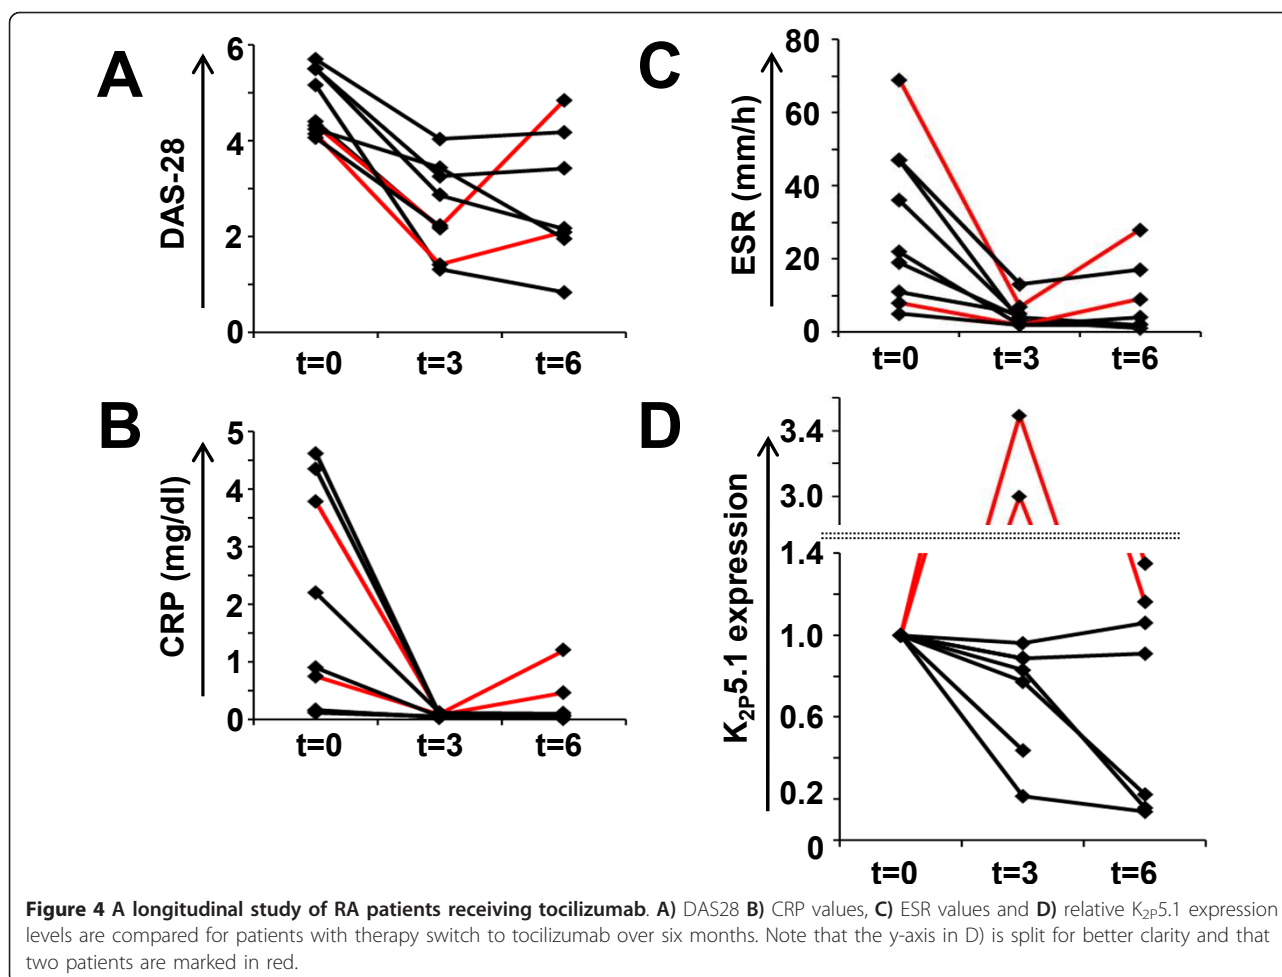 A
DAS-28
6
4
2
0
t=0 t=3 t=6
B
CRP (mg/dl)
5
4
3
2
1
0
t=0 t=3 t=6
C
ESR (mm/h)
80
60
40
20
0
t=0 t=3 t=6
D
K2P5.1 expression
3.4
3.0
1.4
1.0
0.6
0.2
0
t=0 t=3 t=6
Figure 4 A longitudinal study of RA patients receiving tocilizumab. A) DAS28 B) CRP values, C) ESR values and D) relative K2P5.1 expression
levels are compared for patients with therapy switch to tocilizumab over six months. Note that the y-axis in D) is split for better clarity and that
two patients are marked in red.